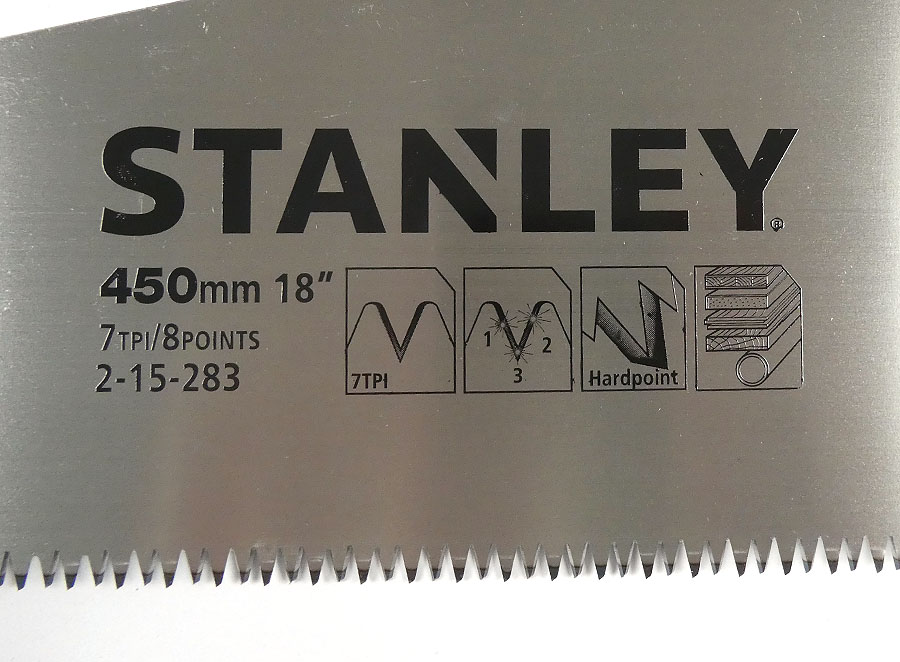 STANLEY®
450mm 18"
7TPI/8POINTS
2-15-283
7TPI
1 2
3
Hardpoint